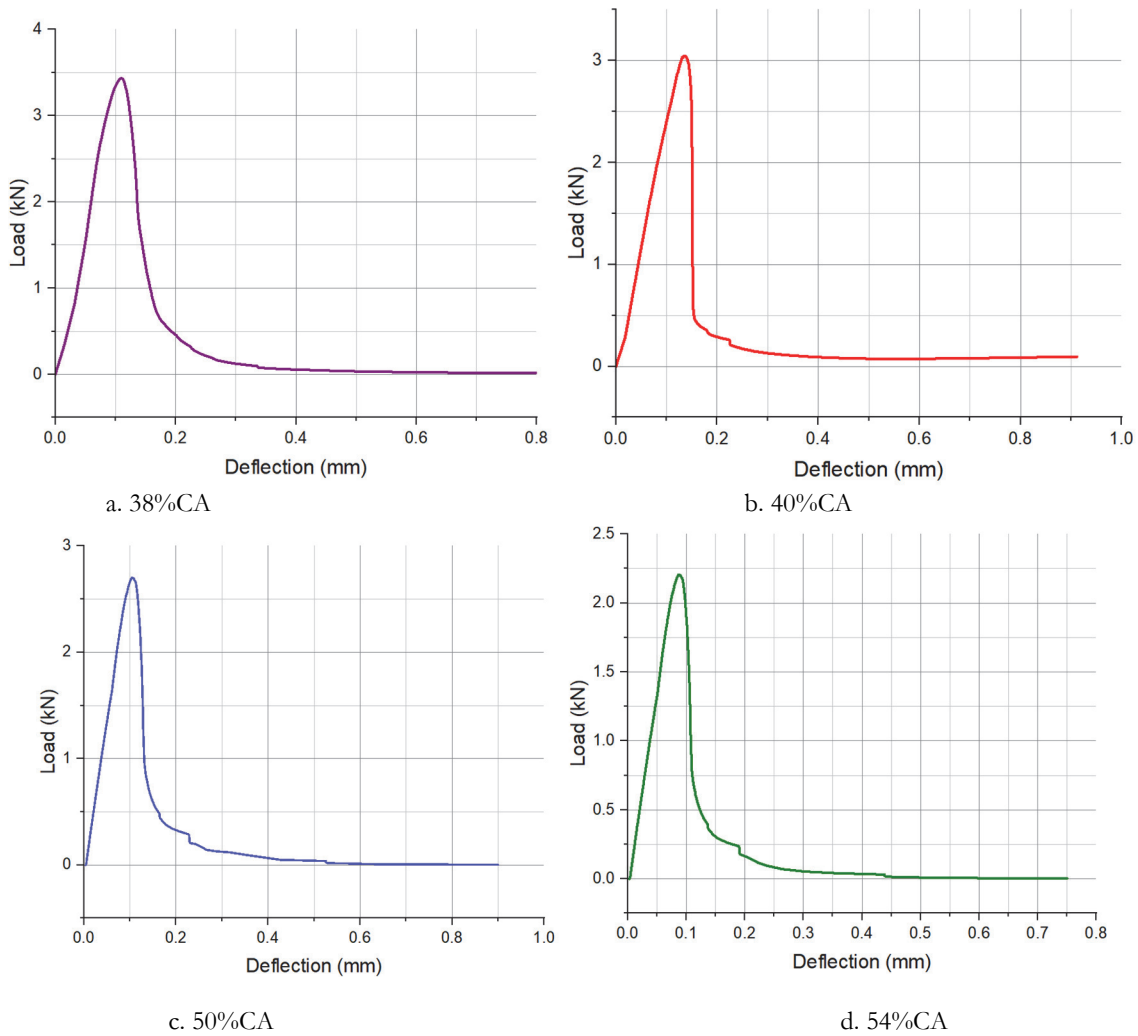 4
3
2
1
0
Load (kN)
0.0 0.2 0.4 0.6 0.8
Deflection (mm)
a. 38%CA
3
2
1
0
Load (kN)
0.0 0.2 0.4 0.6 0.8 1.0
Deflection (mm)
b. 40%CA
3
2
1
0
Load (kN)
0.0 0.2 0.4 0.6 0.8 1.0
Deflection (mm)
c. 50%CA
2.5
2.0
1.5
1.0
0.5
0.0
Load (kN)
0.0 0.1 0.2 0.3 0.4 0.5 0.6 0.7 0.8
Deflection (mm)
d. 54%CA